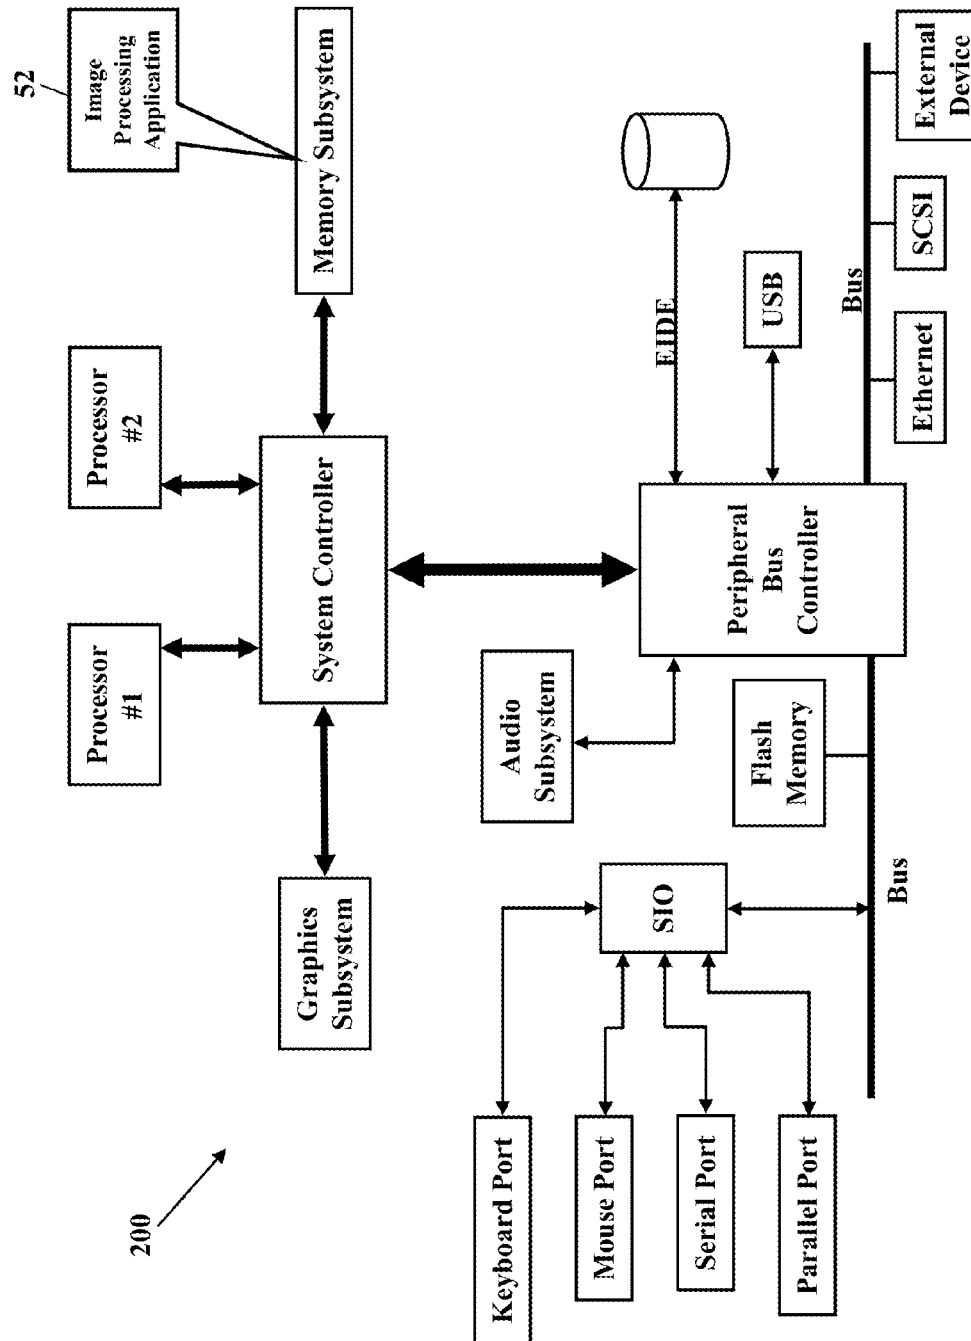 200
52
Image
Processing
Application
Processor
#1
Processor
#2
Graphics
Subsystem
System Controller
Memory Subsystem
Audio
Subsystem
EIDE
Keyboard Port
Mouse Port
Serial Port
Parallel Port
SIO
Flash
Memory
Peripheral
Bus
Controller
USB
Bus
Bus
Ethernet
SCSI
External
Device